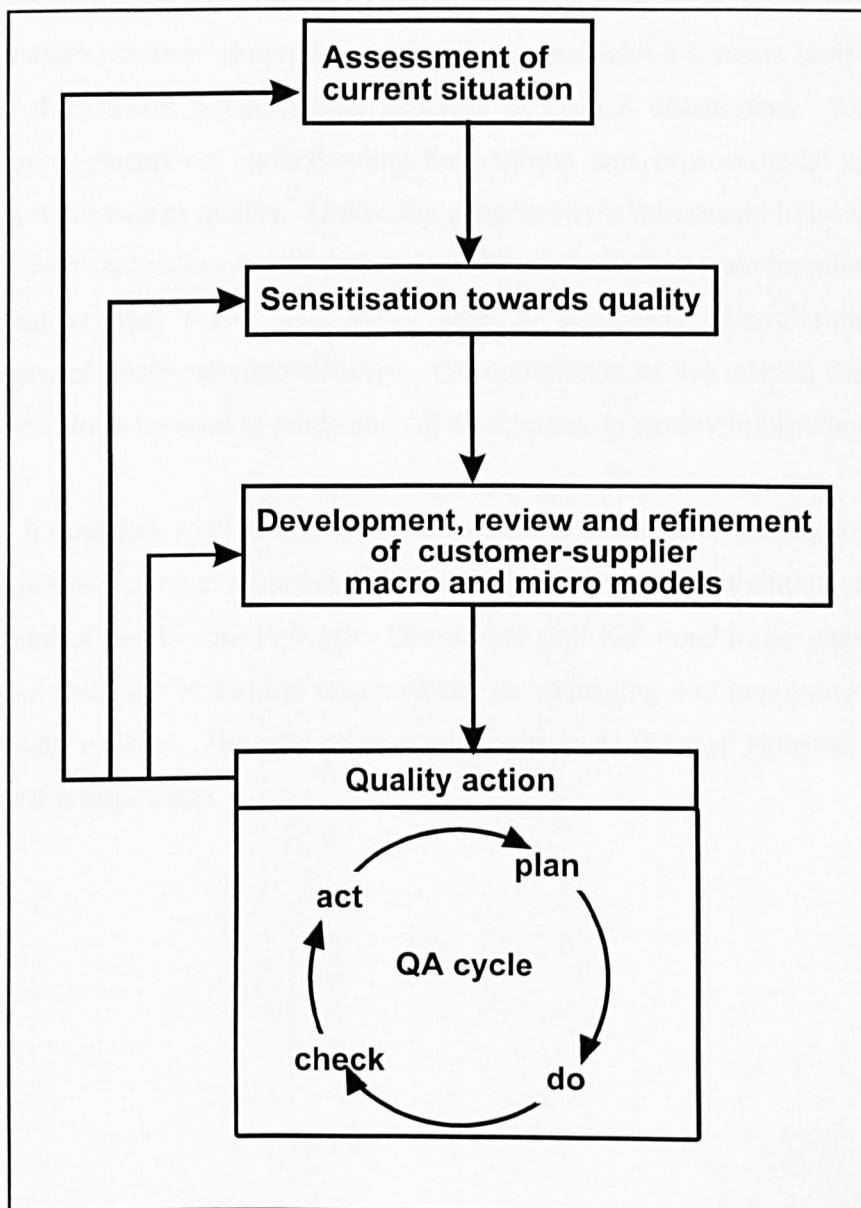 Assessment of
current situation
Sensitisation towards quality
Development, review and refinement
of customer-supplier
macro and micro models
Quality action
plan
act
QA cycle
check
do